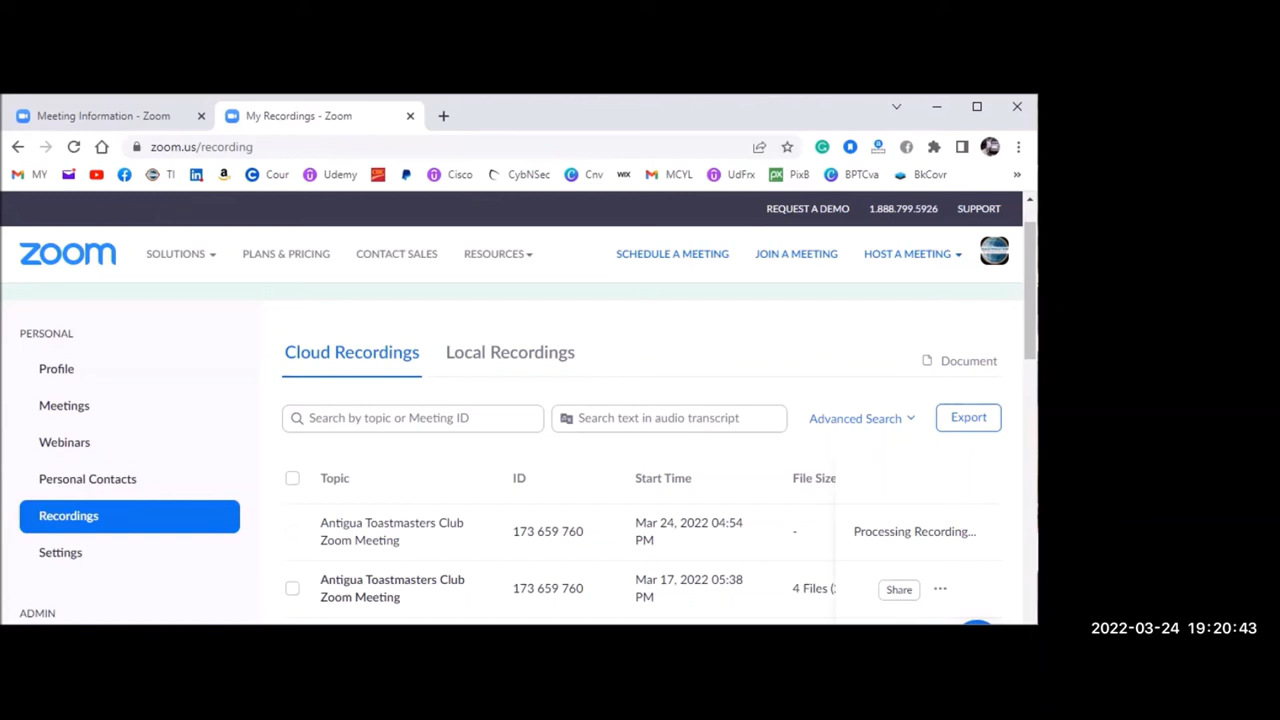 Meeting Information - Zoom
My Recordings - Zoom
zoom.us/recording
MY
TI
Cour
Udemy
Cisco
CybNSec
Cnv
WIX
MCYL
UdFrx
PixB
BPTCva
BkCovr
REQUEST A DEMO 1.888.799.5926 SUPPORT
zoom
SOLUTIONS
PLANS & PRICING
CONTACT SALES
RESOURCES
SCHEDULE A MEETING
JOIN A MEETING
HOST A MEETING
PERSONAL
Profile
Meetings
Webinars
Personal Contacts
Recordings
Settings
ADMIN
Cloud Recordings
Local Recordings
Document
Search by topic or Meeting ID
Search text in audio transcript
Advanced Search
Export
Topic ID Start Time File Size
Antigua Toastmasters Club
Zoom Meeting
173 659 760
Mar 24, 2022 04:54
PM
-
Processing Recording...
Antigua Toastmasters Club
Zoom Meeting
173 659 760
Mar 17, 2022 05:38
PM
4 Files (
Share
2022-03-24 19:20:43